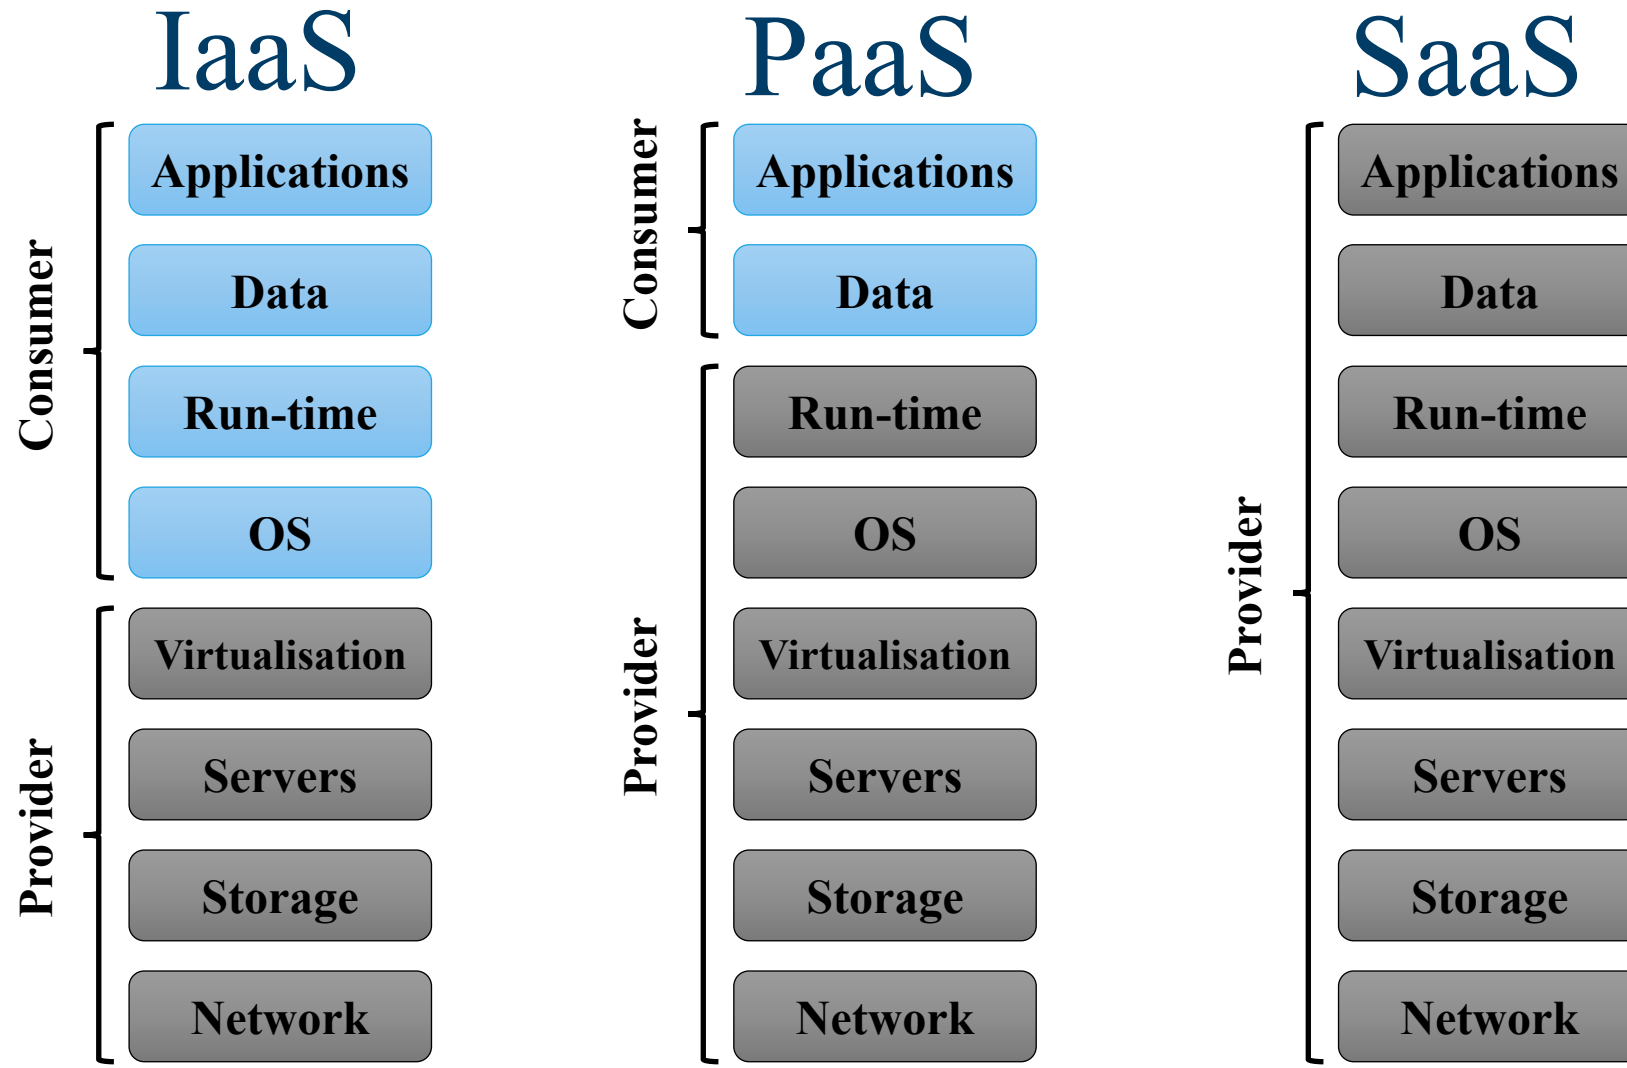 IaaS
Consumer
Applications
Data
Run-time
OS
Provider
Virtualisation
Servers
Storage
Network
PaaS
Consumer
Applications
Data
Provider
Run-time
OS
Virtualisation
Servers
Storage
Network
SaaS
Provider
Applications
Data
Run-time
OS
Virtualisation
Servers
Storage
Network